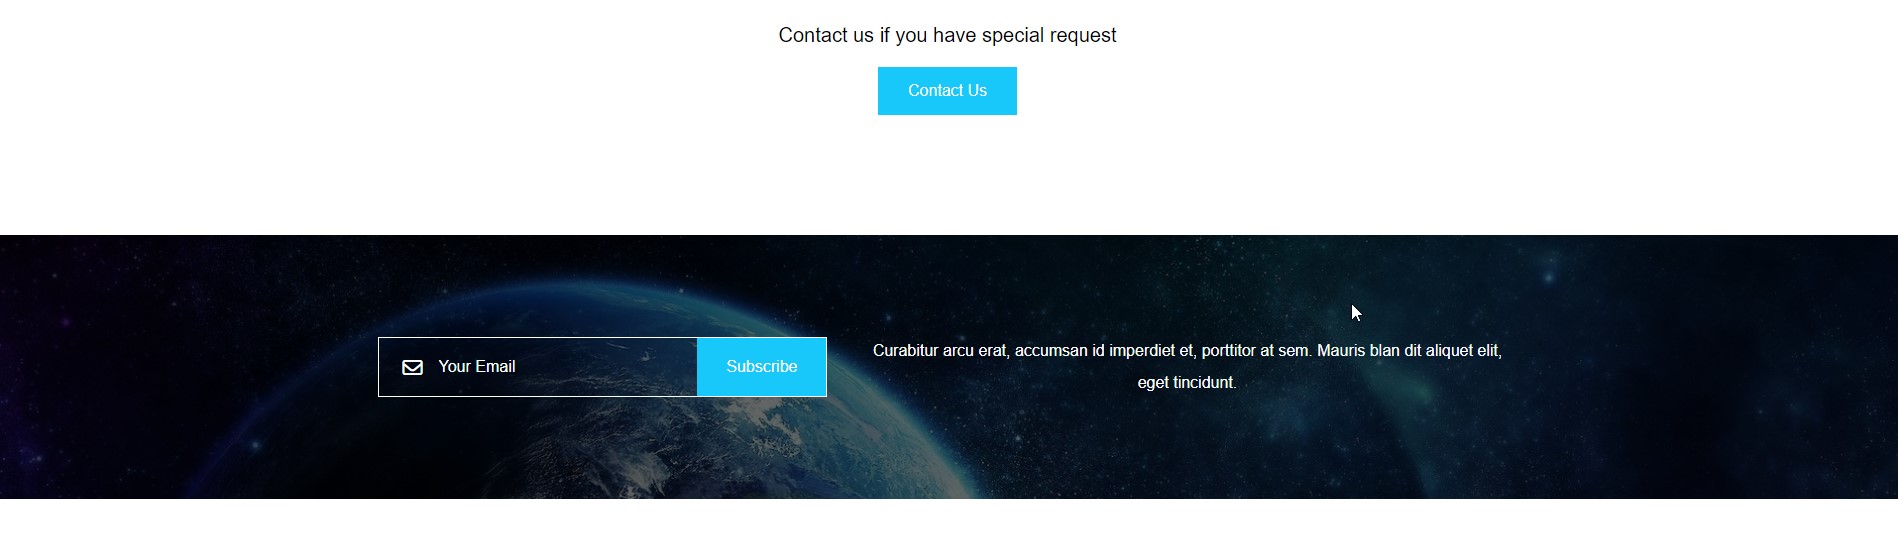 Contact us if you have special request
Contact Us
Your Email
Subscribe
Curabitur arcu erat, accumsan id imperdiet et, porttitor at sem. Mauris blan dit aliquet elit,
eget tincidunt.